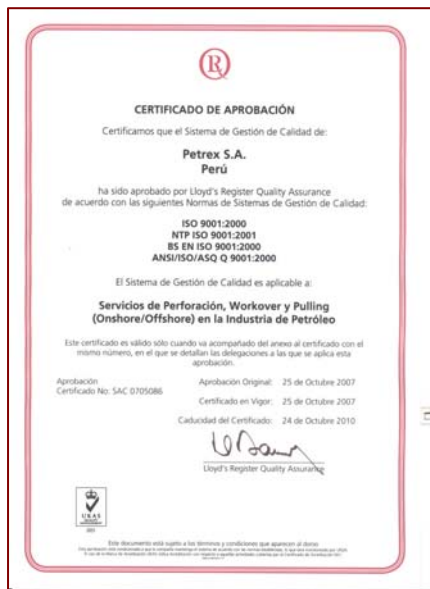 CERTIFICADO DE APROBACIÓN
Certificamos que el Sistema de Gestión de Calidad de:
Petrex S.A.
Perú
ha sido aprobado por Lloyd's Register Quality Assurance
de acuerdo con las siguientes Normas de Sistemas de Gestión de Calidad:
ISO 9001:2000
NTP ISO 9001:2001
BS EN ISO 9001:2000
ANSI/ISO/ASQ Q 9001:2000
El Sistema de Gestión de Calidad es aplicable a:
Servicios de Perforación, Workover y Pulling
(Onshore/Offshore) en la Industria de Petróleo
Este certificado es válido sólo cuando va acompañado del anexo al certificado con el
mismo número, en el que se detallan las delegaciones a las que se aplica esta
aprobación.
Aprobación
Certificado No: SAC 0705086
Aprobación Original: 25 de Octubre 2007
Certificado en Vigor: 25 de Octubre 2007
Caducidad del Certificado: 24 de Octubre 2010
Lloyd's Register Quality Assurance
UKAS
QUALITY
MANAGEMENT
001
Este documento está sujeto a los términos y condiciones que aparecen al dorso